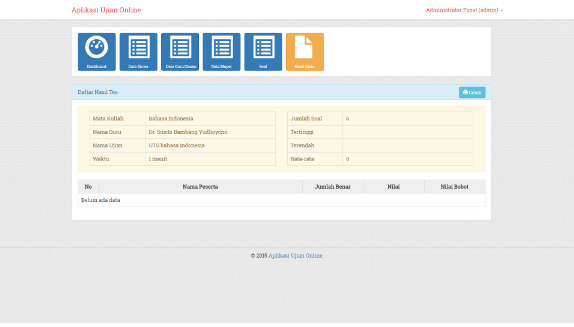 Aplikasi Ujian Online
Administrator Pusat (admin)
Dashboard
Data Siswa
Data Guru/Dosen
Data Mapel
Soal
Hasil Ujian
Daftar Hasil Tes
Cetak
Mata Kuliah Bahasa Indonesia
Nama Guru Dr. Susilo Bambang Yudhoyono
Nama Ujian UTS bahasa indonesia
Waktu 1 menit
Jumlah Soal 6
Tertinggi
Terendah
Rata-rata 0
No Nama Peserta Jumlah Benar Nilai Nilai Bobot
Belum ada data
© 2016 Aplikasi Ujian Online.